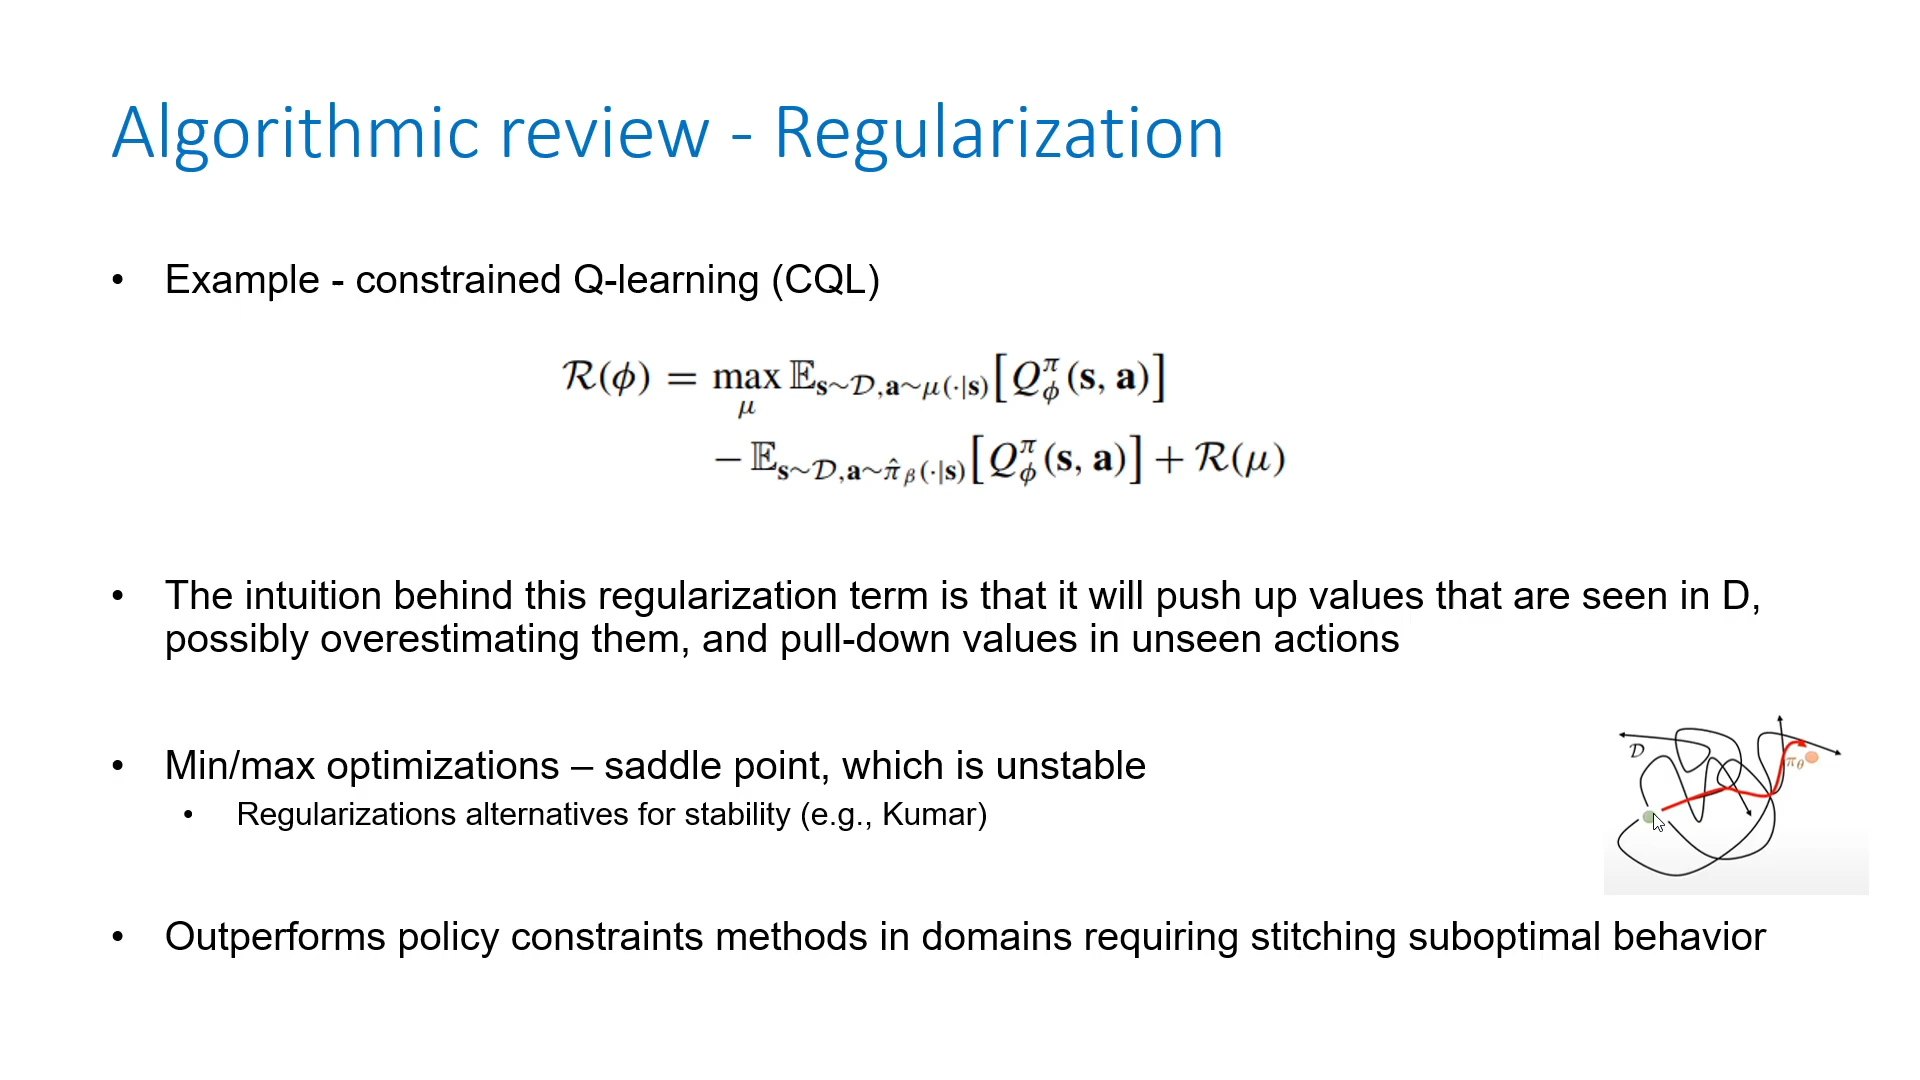 Algorithmic review - Regularization
• Example - constrained Q-learning (CQL)
ℛ(ϕ) = max_μ 𝔼_{s∼𝒟,a∼μ(·|s)}[Q^π_ϕ(s, a)]
− 𝔼_{s∼𝒟,a∼π̂_β(·|s)}[Q^π_ϕ(s, a)] + ℛ(μ)
• The intuition behind this regularization term is that it will push up values that are seen in D,
possibly overestimating them, and pull-down values in unseen actions
• Min/max optimizations – saddle point, which is unstable
• Regularizations alternatives for stability (e.g., Kumar)
𝒟
π_θ
• Outperforms policy constraints methods in domains requiring stitching suboptimal behavior